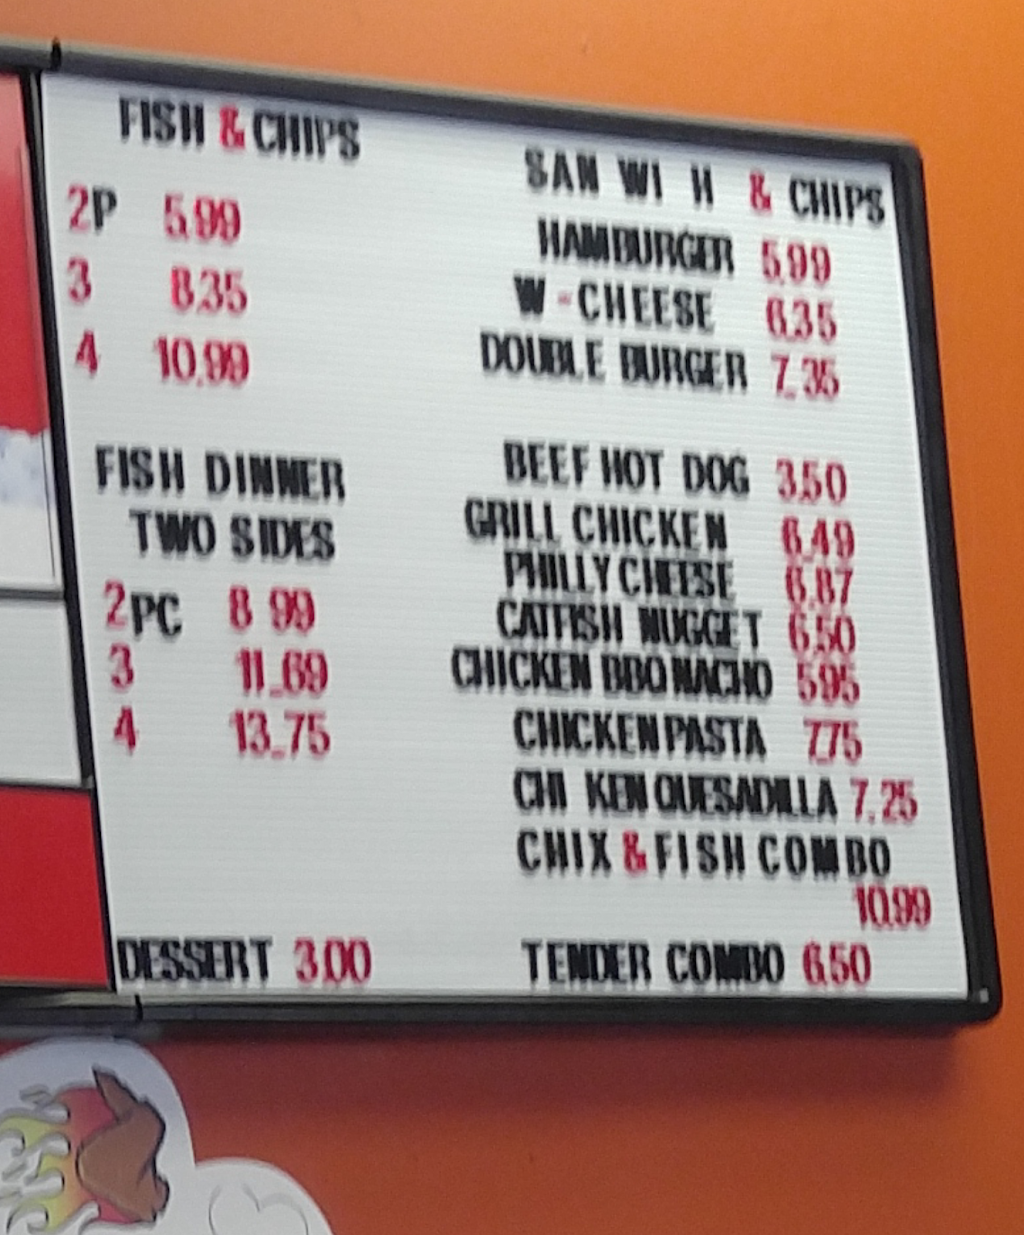 FISH & CHIPS
2P 5.99
3 8.35
4 10.99
FISH DINNER
TWO SIDES
2PC 8 99
3 11.69
4 13.75
DESSERT 3.00
SAN WI H & CHIPS
HAMBURGER 5.99
W-CHEESE 6.35
DOUBLE BURGER 7.35
BEEF HOT DOG 3.50
GRILL CHICKEN 6.49
PHILLY CHEESE 6.87
CATFISH NUGGET 6.50
CHICKEN BBQ NACHO 5.95
CHICKEN PASTA 7.75
CHI KEN QUESADILLA 7.25
CHIX & FISH COMBO
10.99
TENDER COMBO 6.50